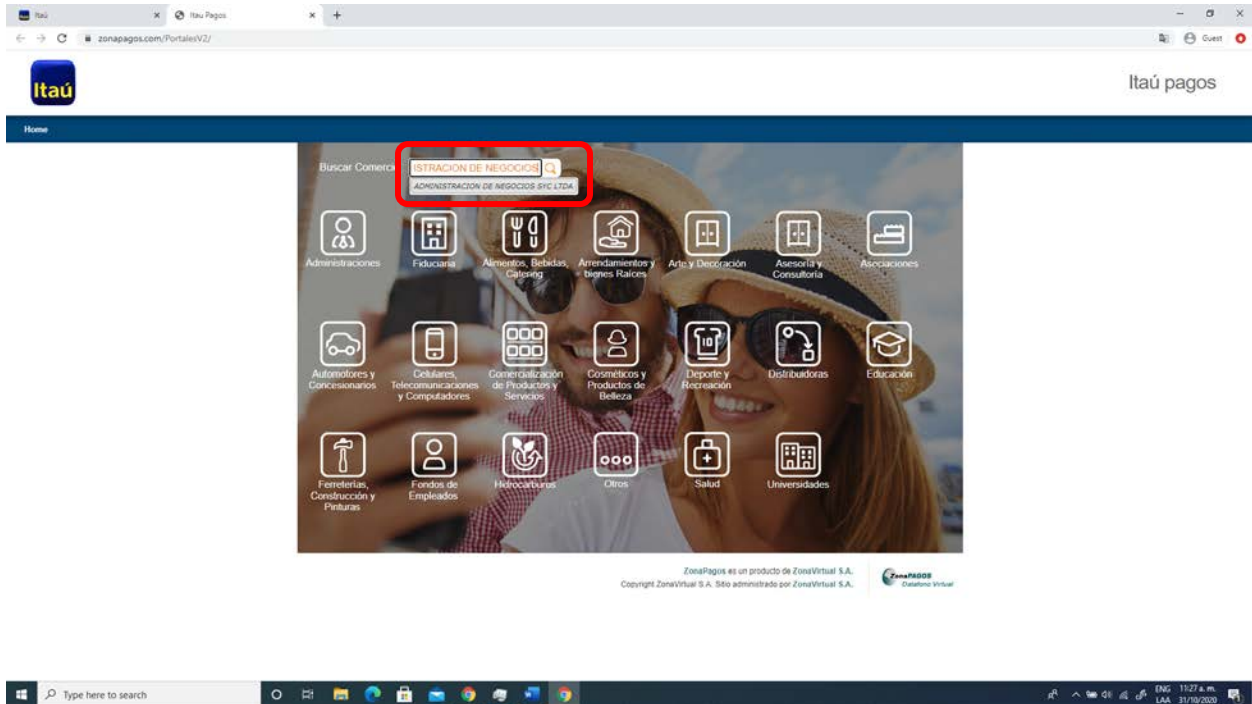 Itaú
Itau Pagos
zonapagos.com/PortalesV2/
Guest
Itaú
Itaú pagos
Home
Buscar Comercio
ISTRACION DE NEGOCIOS
ADMINISTRACION DE NEGOCIOS SYC LTDA
Administraciones
Fiduciaria
Alimentos, Bebidas,
Catering
Arrendamientos y
bienes Raíces
Arte y Decoración
Asesoría y
Consultoría
Asociaciones
Automotores y
Concesionarios
Celulares,
Telecomunicaciones
y Computadores
Comercialización
de Productos y
Servicios
Cosméticos y
Productos de
Belleza
10
Deporte y
Recreación
Distribuidoras
Educación
Ferreterías,
Construcción y
Pinturas
Fondos de
Empleados
Hidrocarburos
Otros
Salud
Universidades
ZonaPagos es un producto de ZonaVirtual S.A.
Copyright ZonaVirtual S.A. Sitio administrado por ZonaVirtual S.A.
ZonaPAGOS
Datafono Virtual
Type here to search
ENG
LAA
11:27 a. m.
31/10/2020